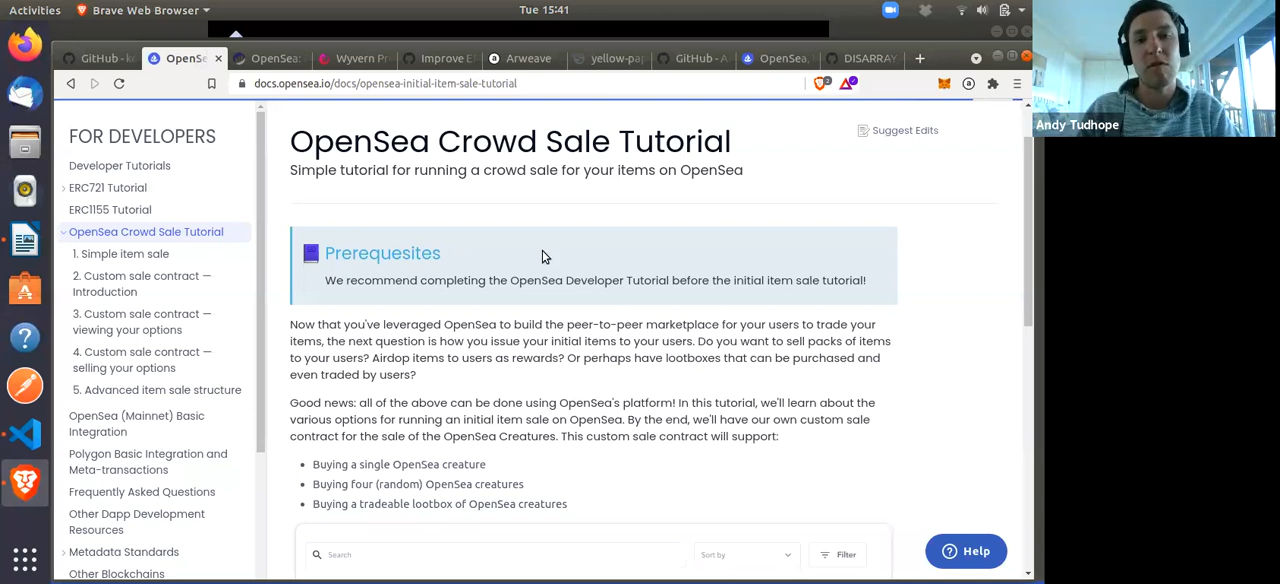 Activities
Brave Web Browser
Tue 15:41
GitHub - k
OpenSe
OpenSea
Wyvern Pr
Improve E
Arweave
yellow-pap
GitHub - A
OpenSea,
DISARRAY
docs.opensea.io/docs/opensea-initial-item-sale-tutorial
Andy Tudhope
FOR DEVELOPERS
Developer Tutorials
ERC721 Tutorial
ERC1155 Tutorial
OpenSea Crowd Sale Tutorial
1. Simple item sale
2. Custom sale contract —
Introduction
3. Custom sale contract —
viewing your options
4. Custom sale contract —
selling your options
5. Advanced item sale structure
OpenSea (Mainnet) Basic
Integration
Polygon Basic Integration and
Meta-transactions
Frequently Asked Questions
Other Dapp Development
Resources
Metadata Standards
Other Blockchains
OpenSea Crowd Sale Tutorial
Suggest Edits
Simple tutorial for running a crowd sale for your items on OpenSea
Prerequesites
We recommend completing the OpenSea Developer Tutorial before the initial item sale tutorial!
Now that you've leveraged OpenSea to build the peer-to-peer marketplace for your users to trade your
items, the next question is how you issue your initial items to your users. Do you want to sell packs of items
to your users? Airdop items to users as rewards? Or perhaps have lootboxes that can be purchased and
even traded by users?
Good news: all of the above can be done using OpenSea's platform! In this tutorial, we'll learn about the
various options for running an initial item sale on OpenSea. By the end, we'll have our own custom sale
contract for the sale of the OpenSea Creatures. This custom sale contract will support:
Buying a single OpenSea creature
Buying four (random) OpenSea creatures
Buying a tradeable lootbox of OpenSea creatures
Search
Sort by
Filter
Help